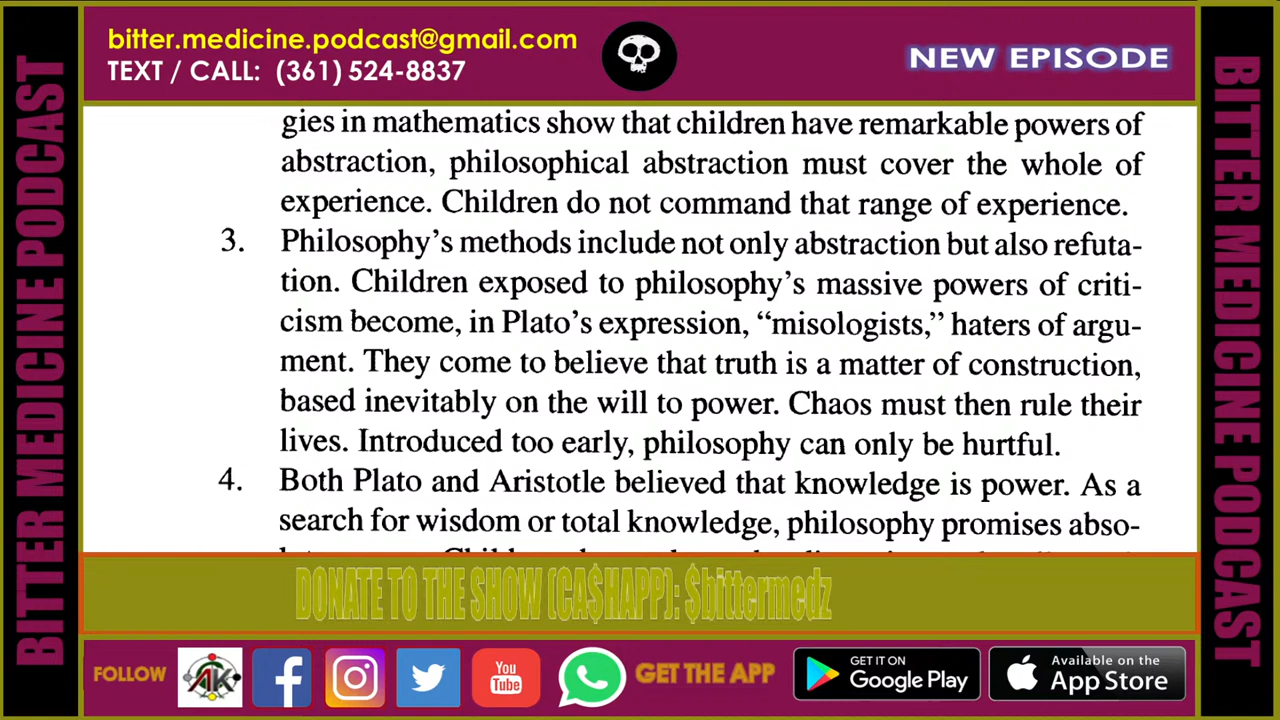 bitter.medicine.podcast@gmail.com
TEXT / CALL: (361) 524-8837
NEW EPISODE
BITTER MEDICINE PODCAST
gies in mathematics show that children have remarkable powers of
abstraction, philosophical abstraction must cover the whole of
experience. Children do not command that range of experience.
3. Philosophy’s methods include not only abstraction but also refuta-
tion. Children exposed to philosophy’s massive powers of criti-
cism become, in Plato’s expression, “misologists,” haters of argu-
ment. They come to believe that truth is a matter of construction,
based inevitably on the will to power. Chaos must then rule their
lives. Introduced too early, philosophy can only be hurtful.
4. Both Plato and Aristotle believed that knowledge is power. As a
search for wisdom or total knowledge, philosophy promises abso-
BITTER MEDICINE PODCAST
DONATE TO THE SHOW (CA$HAPP): $bittermedz
FOLLOW
You
Tube
GET THE APP
GET IT ON
Google Play
Available on the
App Store